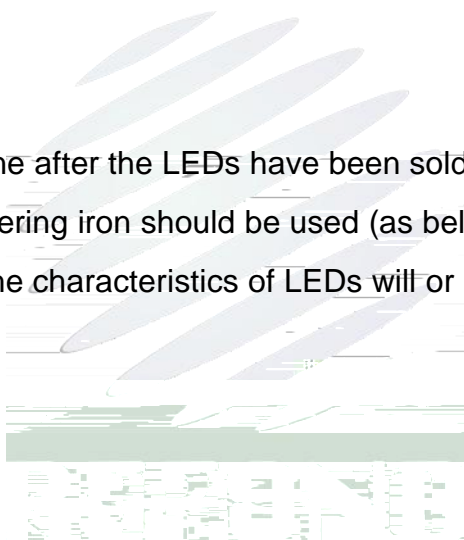 ne after the LEDs have been sold
ering iron should be used (as bel
ne characteristics of LEDs will or